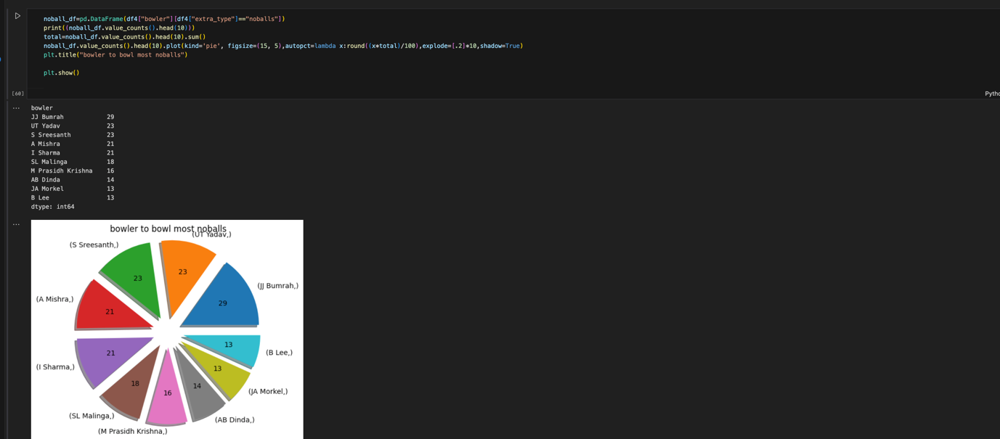 noball_df=pd.DataFrame(df4["bowler"][df4["extra_type"]=="noballs"])
print((noball_df.value_counts().head(10)))
total=noball_df.value_counts().head(10).sum()
noball_df.value_counts().head(10).plot(kind='pie', figsize=(15, 5),autopct=lambda x:round((x*total)/100),explode=[.2]*10,shadow=True)
plt.title("bowler to bowl most noballs")
plt.show()
[60]
Pytho
... bowler
JJ Bumrah 29
UT Yadav 23
S Sreesanth 23
A Mishra 21
I Sharma 21
SL Malinga 18
M Prasidh Krishna 16
AB Dinda 14
JA Morkel 13
B Lee 13
dtype: int64
...
bowler to bowl most noballs
(UT Yadav,)
(S Sreesanth,)
23
23
(JJ Bumrah,)
(A Mishra,)
29
21
13
(B Lee,)
21
(I Sharma,)
13
18
14
16
(JA Morkel,)
(SL Malinga,)
(AB Dinda,)
(M Prasidh Krishna,)